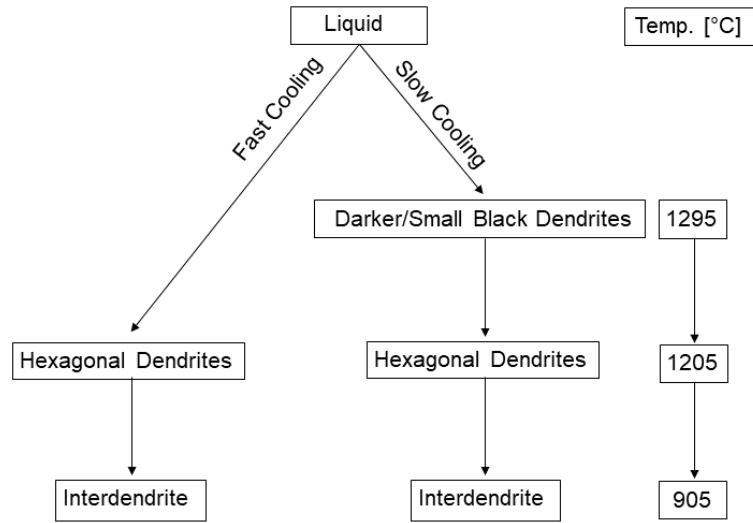 Liquid
Temp. [°C]
Fast Cooling
Slow Cooling
Darker/Small Black Dendrites
1295
Hexagonal Dendrites
Hexagonal Dendrites
1205
Interdendrite
Interdendrite
905